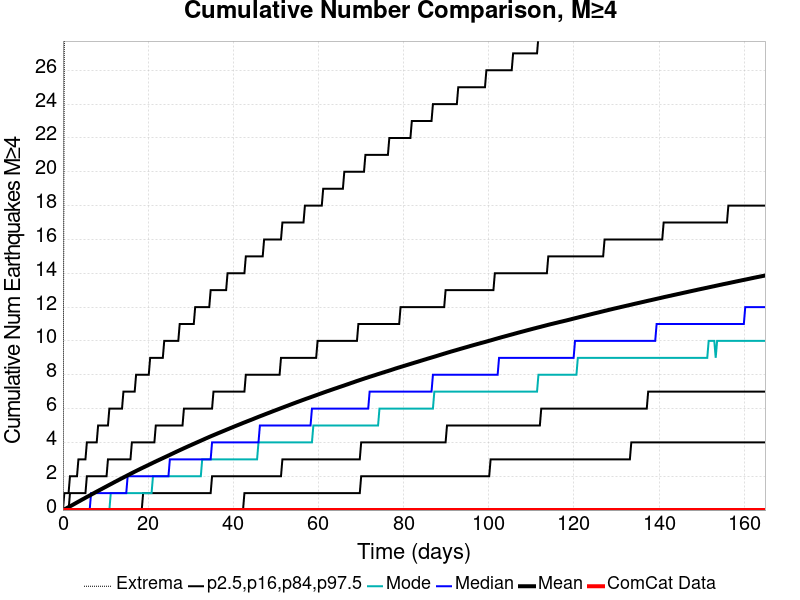 Cumulative Number Comparison, M≥4
Cumulative Num Earthquakes M≥4
26
24
22
20
18
16
14
12
10
8
6
4
2
0
0 20 40 60 80 100 120 140 160
Time (days)
Extrema p2.5,p16,p84,p97.5 Mode Median Mean ComCat Data